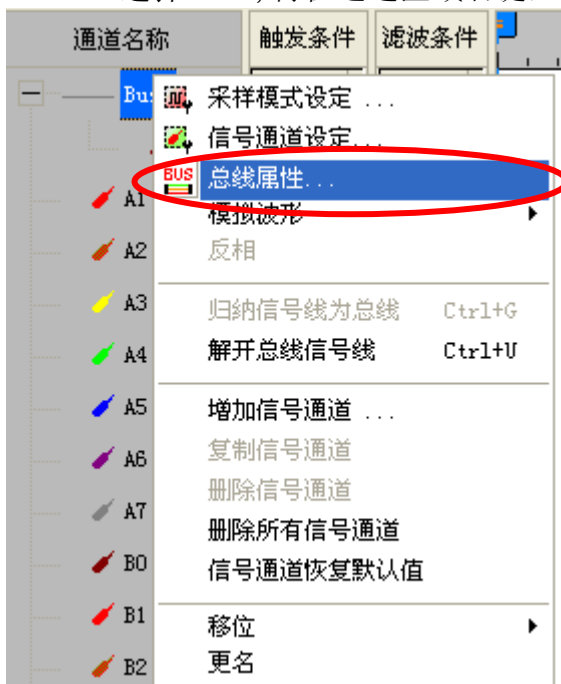 通道名称 触发条件 滤波条件
Bus
采样模式设定 ...
信号通道设定...
BUS 总线属性...
A1
模拟波形
A2 反相
A3 归纳信号线为总线 Ctrl+G
A4 解开总线信号线 Ctrl+U
A5 增加信号通道 ...
A6 复制信号通道
删除信号通道
A7
删除所有信号通道
B0 信号通道恢复默认值
B1 移位
B2 更名